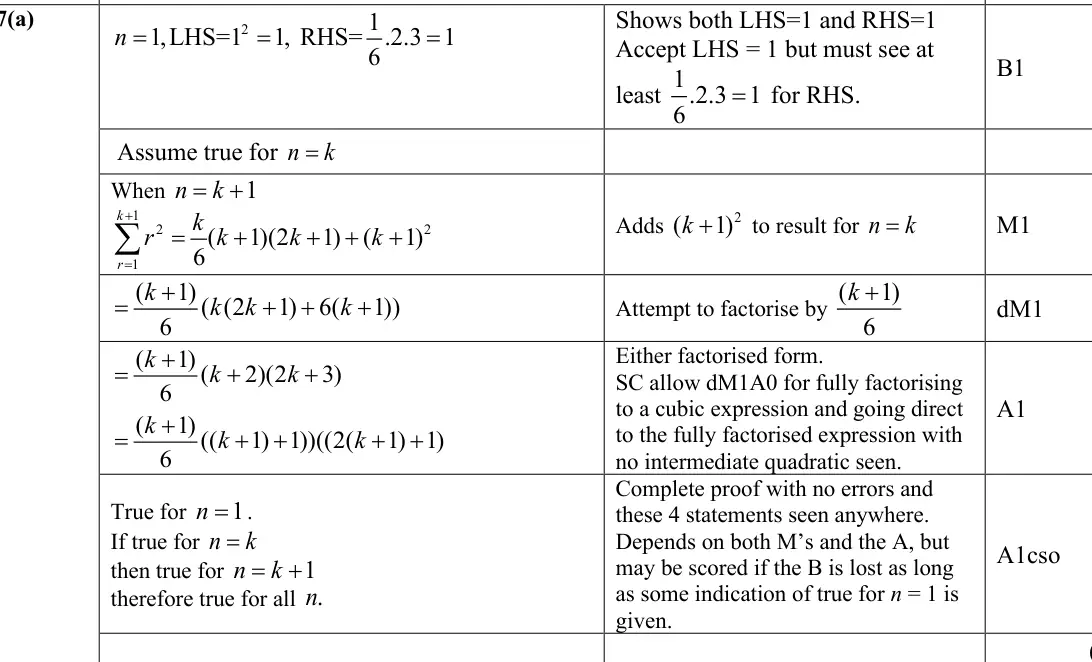 7(a)
n = 1, LHS=1² = 1, RHS= 1/6 .2.3 = 1
Shows both LHS=1 and RHS=1
Accept LHS = 1 but must see at
least 1/6 .2.3 = 1 for RHS.
B1
Assume true for n = k
When n = k + 1
∑_{r=1}^{k+1} r² = k/6 (k + 1)(2k + 1) + (k + 1)²
Adds (k + 1)² to result for n = k
M1
= (k + 1)/6 (k(2k + 1) + 6(k + 1))
Attempt to factorise by (k + 1)/6
dM1
= (k + 1)/6 (k + 2)(2k + 3)
= (k + 1)/6 ((k + 1) + 1))((2(k + 1) + 1)
Either factorised form.
SC allow dM1A0 for fully factorising
to a cubic expression and going direct
to the fully factorised expression with
no intermediate quadratic seen.
A1
True for n = 1 .
If true for n = k
then true for n = k + 1
therefore true for all n.
Complete proof with no errors and
these 4 statements seen anywhere.
Depends on both M’s and the A, but
may be scored if the B is lost as long
as some indication of true for n = 1 is
given.
A1cso